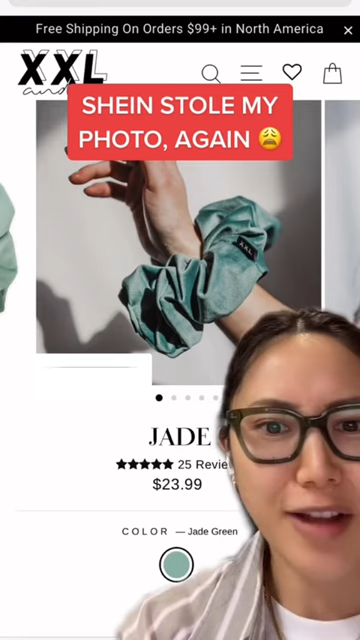 Free Shipping On Orders $99+ in North America ×
XXL
and
SHEIN STOLE MY
PHOTO, AGAIN 😩
XXL
JADE
★★★★★ 25 Revie
$23.99
COLOR — Jade Green